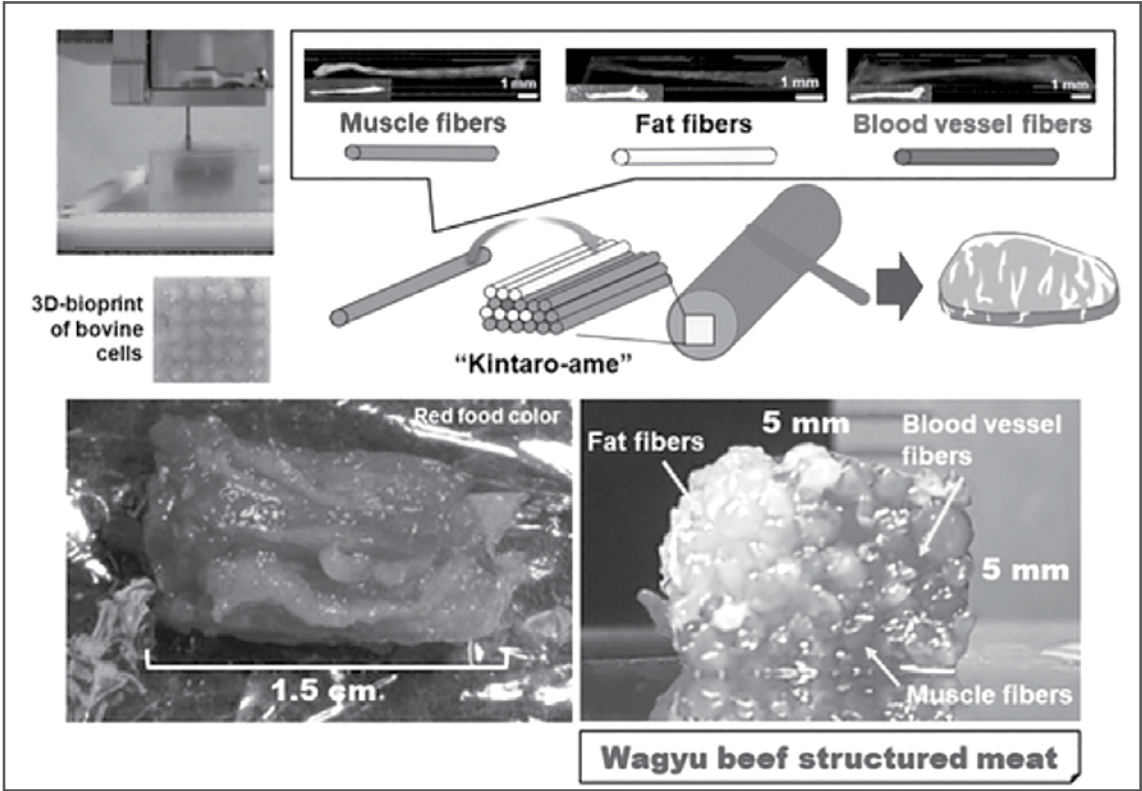 1 mm
1 mm
1 mm
Muscle fibers
Fat fibers
Blood vessel fibers
3D-bioprint
of bovine
cells
“Kintaro-ame”
Red food color
1.5 cm
5 mm
Fat fibers
Blood vessel
fibers
5 mm
Muscle fibers
Wagyu beef structured meat